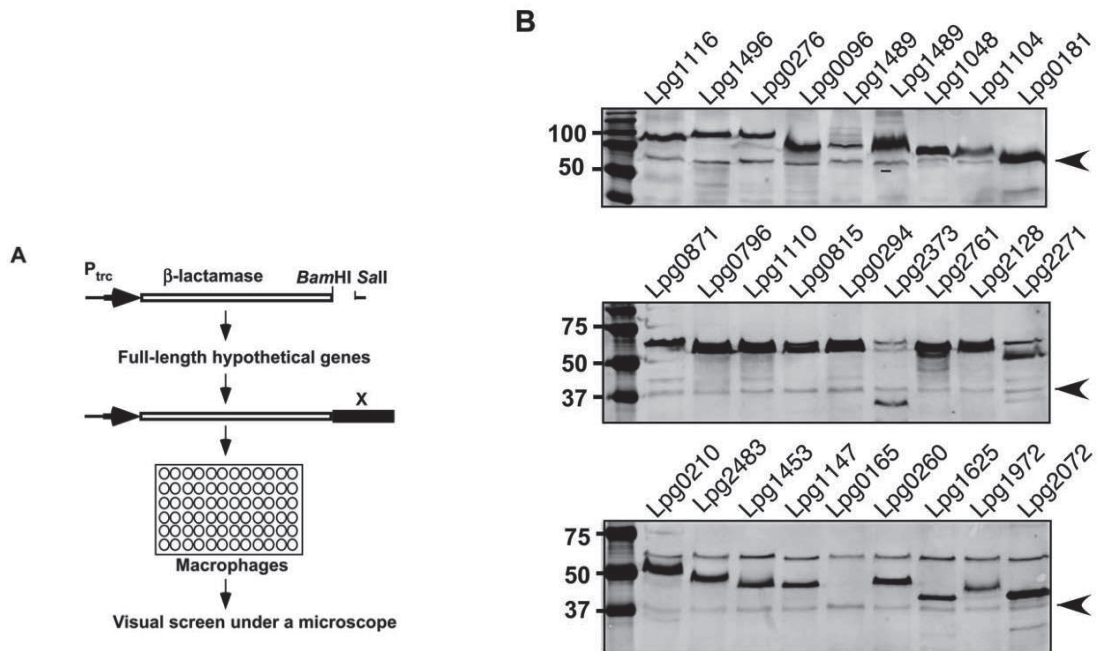 A
P_trc
β-lactamase
BamHI SalI
Full-length hypothetical genes
X
Macrophages
Visual screen under a microscope
B
Lpg1116 Lpg1496 Lpg0276 Lpg0096 Lpg1489 Lpg1489 Lpg1048 Lpg1104 Lpg0181
100
50
Lpg0871 Lpg0796 Lpg1110 Lpg0815 Lpg0294 Lpg2373 Lpg2761 Lpg2128 Lpg2271
75
50
37
Lpg0210 Lpg2483 Lpg1453 Lpg1147 Lpg0165 Lpg0260 Lpg1625 Lpg1972 Lpg2072
75
50
37